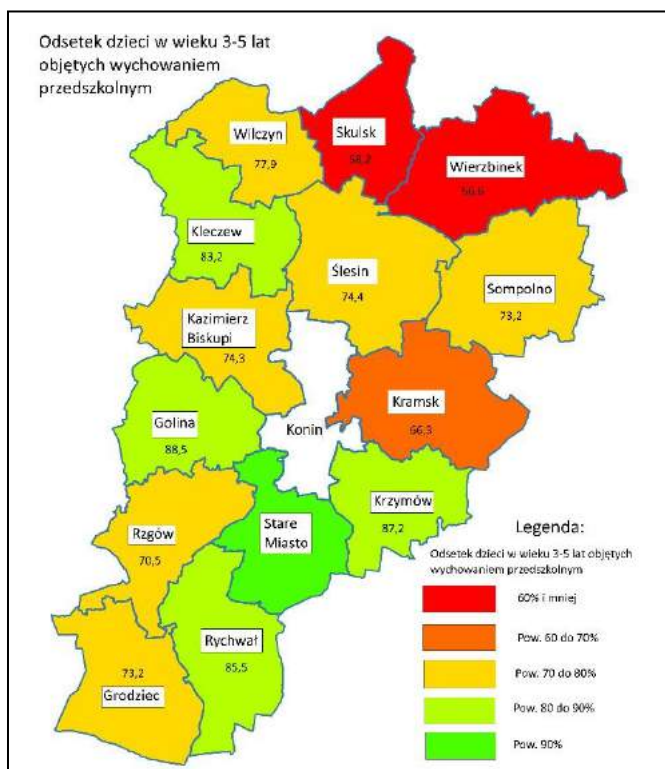 Odsetek dzieci w wieku 3-5 lat
objętych wychowaniem
przedszkolnym
Wilczyn
77,9
Skulsk
58,2
Wierzbinek
Kleczew
83,2
Ślesin
74,4
Sompolno
73,2
Kazimierz
Biskupi
74,3
Kramsk
66,3
Golina
88,5
Konin
Krzymów
87,2
Stare
Miasto
Rzgów
70,5
Rychwał
85,5
73,2
Grodziec
Legenda:
Odsetek dzieci w wieku 3-5 lat objętych
wychowaniem przedszkolnym
60% i mniej
Pow. 60 do 70%
Pow. 70 do 80%
Pow. 80 do 90%
Pow. 90%